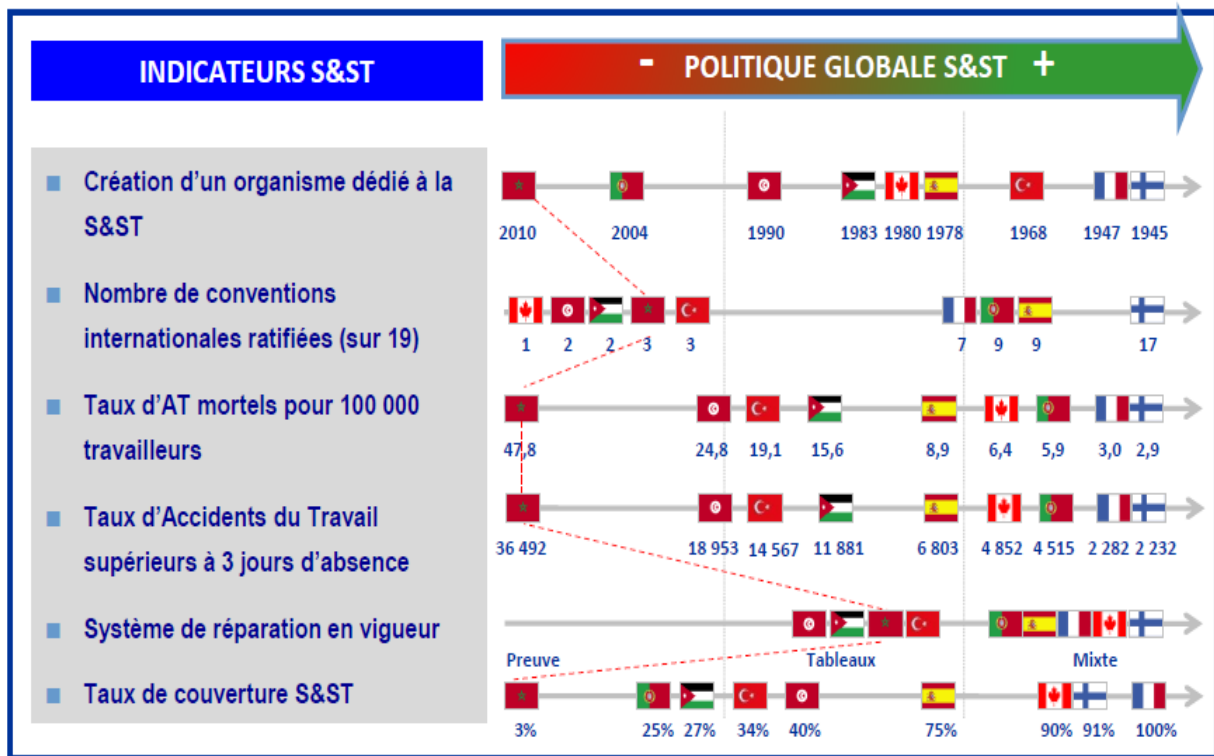 INDICATEURS S&ST
- POLITIQUE GLOBALE S&ST +
Création d'un organisme dédié à la
S&ST
2010 2004 1990 1983 1980 1978 1968 1947 1945
Nombre de conventions
internationales ratifiées (sur 19)
1 2 2 3 3 7 9 9 17
Taux d'AT mortels pour 100 000
travailleurs
47,8 24,8 19,1 15,6 8,9 6,4 5,9 3,0 2,9
Taux d'Accidents du Travail
supérieurs à 3 jours d'absence
36 492 18 953 14 567 11 881 6 803 4 852 4 515 2 282 2 232
Système de réparation en vigueur
Preuve Tableaux Mixte
Taux de couverture S&ST
3% 25% 27% 34% 40% 75% 90% 91% 100%